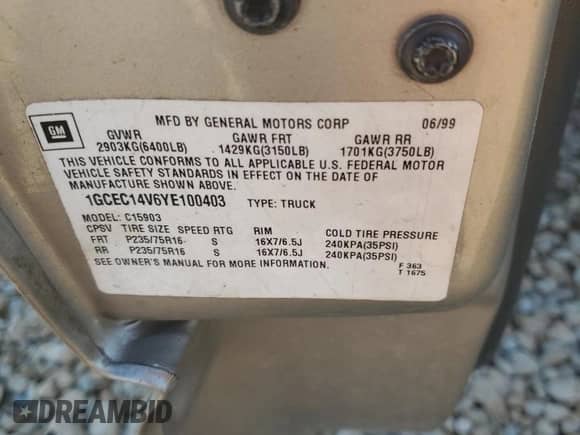 GM
MFD BY GENERAL MOTORS CORP 06/99
GVWR GAWR FRT GAWR RR
2903KG(6400LB) 1429KG(3150LB) 1701KG(3750LB)
THIS VEHICLE CONFORMS TO ALL APPLICABLE U.S. FEDERAL MOTOR
VEHICLE SAFETY STANDARDS IN EFFECT ON THE DATE OF
MANUFACTURE SHOWN ABOVE.
1GCEC14V6YE100403 TYPE: TRUCK
MODEL: C15903
CPSV TIRE SIZE SPEED RTG RIM COLD TIRE PRESSURE
FRT P235/75R16 S 16X7/6.5J 240KPA(35PSI)
RR P235/75R16 S 16X7/6.5J 240KPA(35PSI)
SEE OWNER'S MANUAL FOR MORE INFORMATION.
F 363
T 1675
DREAMBID